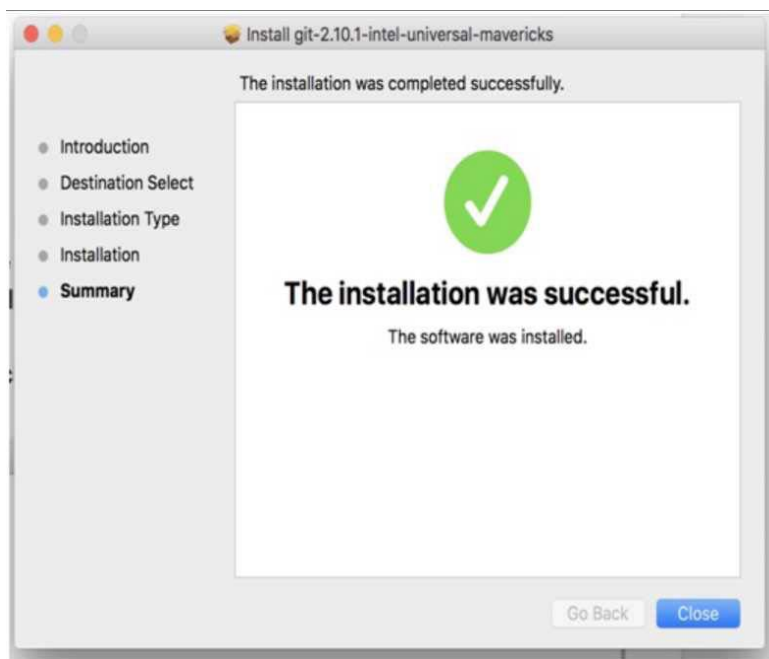 Install git-2.10.1-intel-universal-mavericks
The installation was completed successfully.
Introduction
Destination Select
Installation Type
Installation
Summary
The installation was successful.
The software was installed.
Go Back
Close